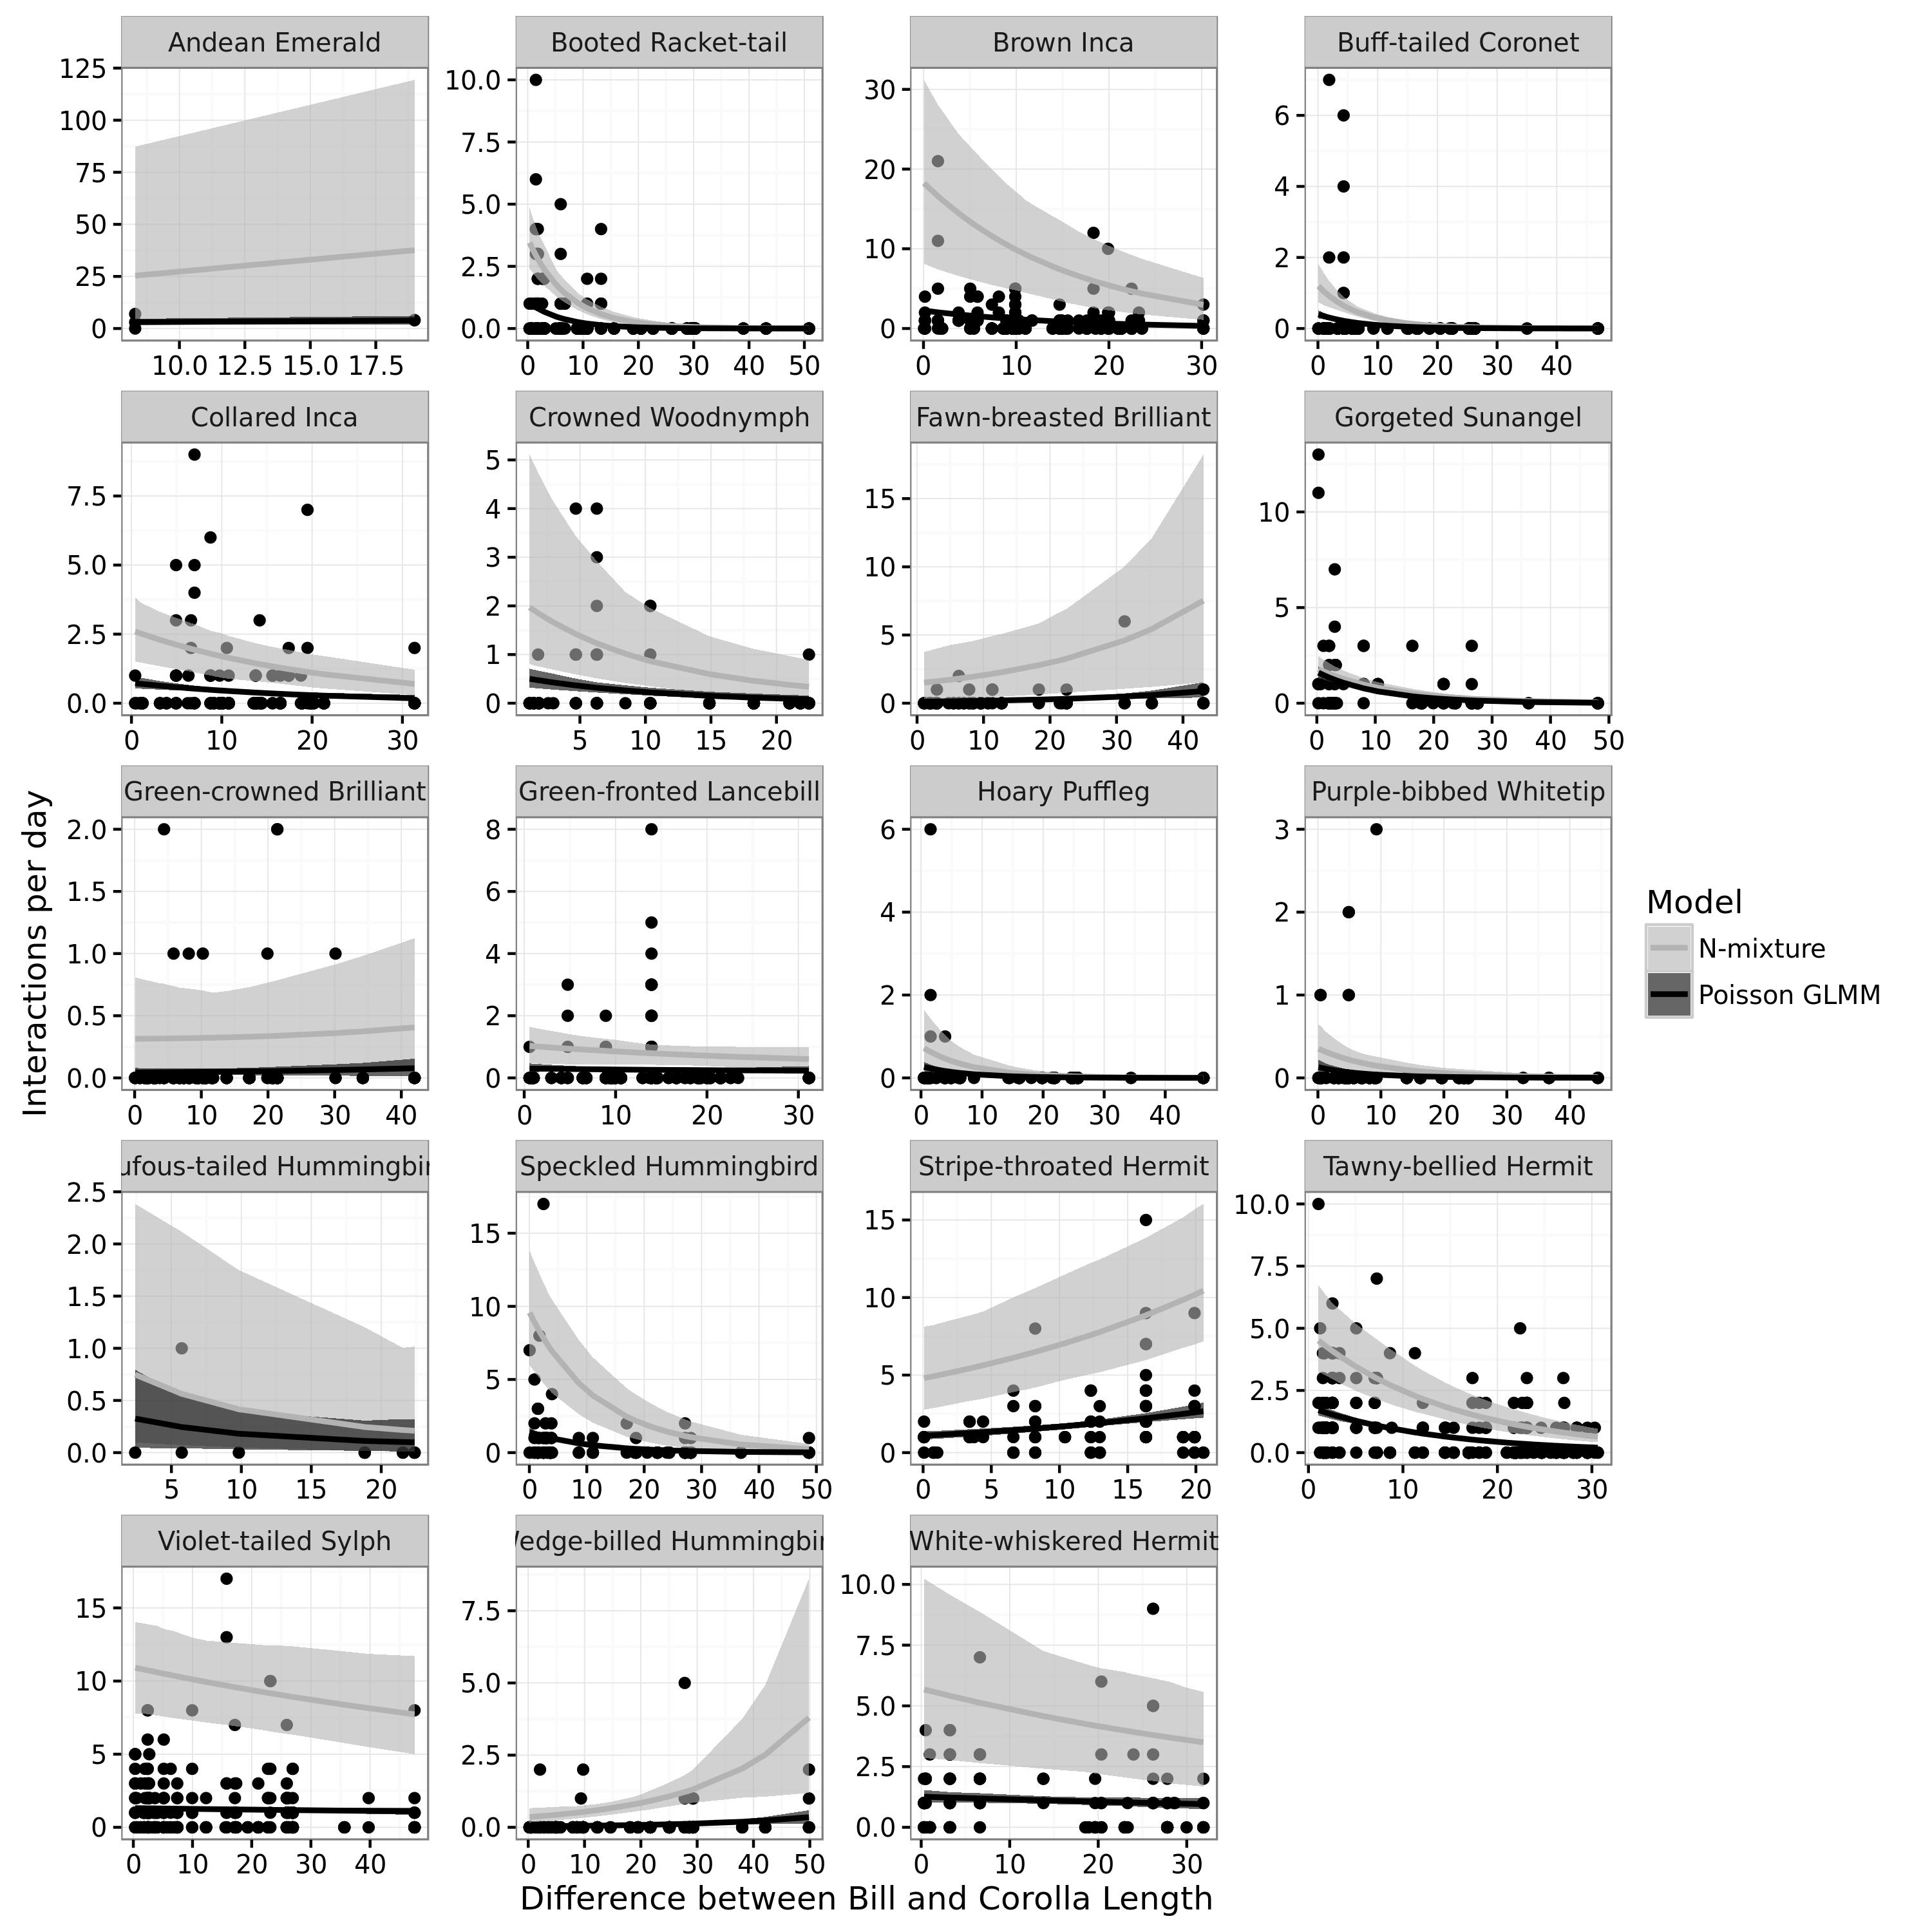 Andean Emerald
Booted Racket-tail
Brown Inca
Buff-tailed Coronet
125
100
75
50
25
0
10.0 12.5 15.0 17.5
10.0
7.5
5.0
2.5
0.0
0 10 20 30 40 50
30
20
10
0
0 10 20 30
6
4
2
0
0 10 20 30 40
Collared Inca
Crowned Woodnymph
Fawn-breasted Brilliant
Gorgeted Sunangel
7.5
5.0
2.5
0.0
0 10 20 30
5
4
3
2
1
0
5 10 15 20
15
10
5
0
0 10 20 30 40
10
5
0
0 10 20 30 40 50
Interactions per day
Green-crowned Brilliant
Green-fronted Lancebill
Hoary Puffleg
Purple-bibbed Whitetip
2.0
1.5
1.0
0.5
0.0
0 10 20 30 40
8
6
4
2
0
0 10 20 30
6
4
2
0
0 10 20 30 40
3
2
1
0
0 10 20 30 40
Model
N-mixture
Poisson GLMM
ufous-tailed Hummingbir
Speckled Hummingbird
Stripe-throated Hermit
Tawny-bellied Hermit
2.5
2.0
1.5
1.0
0.5
0.0
5 10 15 20
15
10
5
0
0 10 20 30 40 50
15
10
5
0
0 5 10 15 20
10.0
7.5
5.0
2.5
0.0
0 10 20 30
Violet-tailed Sylph
edge-billed Hummingbir
White-whiskered Hermit
15
10
5
0
0 10 20 30 40
7.5
5.0
2.5
0.0
0 10 20 30 40 50
10.0
7.5
5.0
2.5
0.0
0 10 20 30
Difference between Bill and Corolla Length